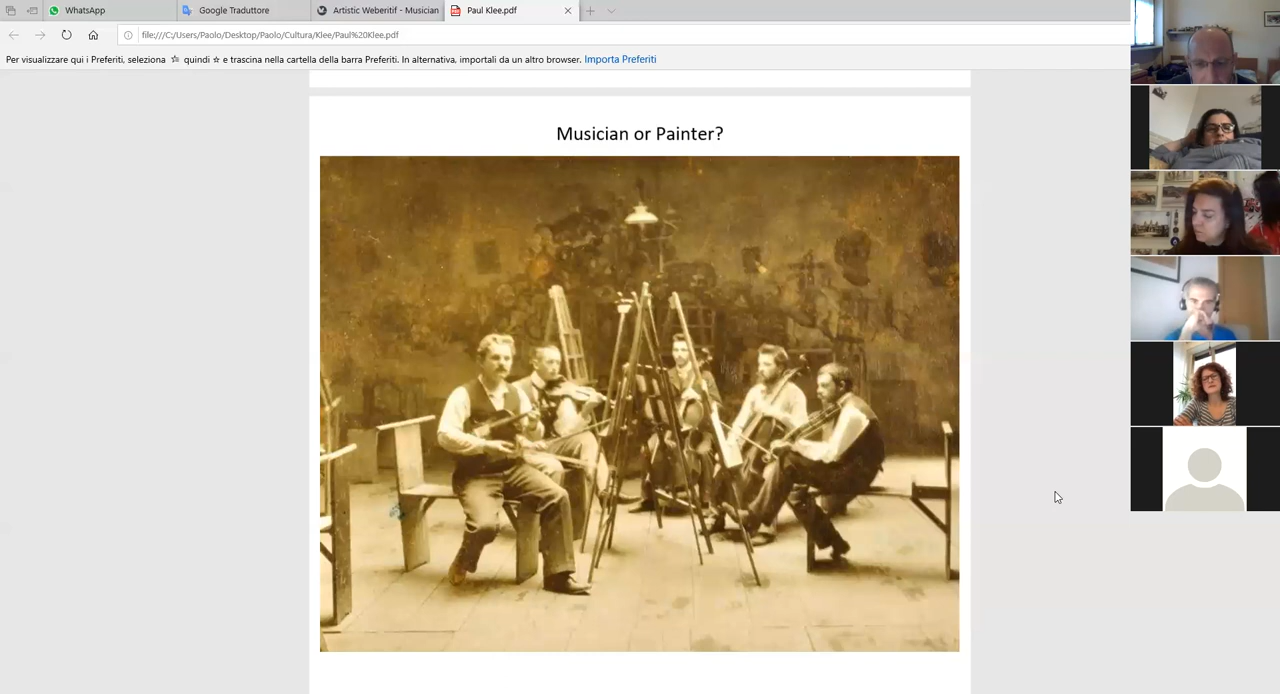 WhatsApp
Google Traduttore
Artistic Weberitif - Musician
Paul Klee.pdf
file:///C:/Users/Paolo/Desktop/Paolo/Cultura/Klee/Paul%20Klee.pdf
Per visualizzare qui i Preferiti, seleziona quindi e trascina nella cartella della barra Preferiti. In alternativa, importali da un altro browser. Importa Preferiti
Musician or Painter?